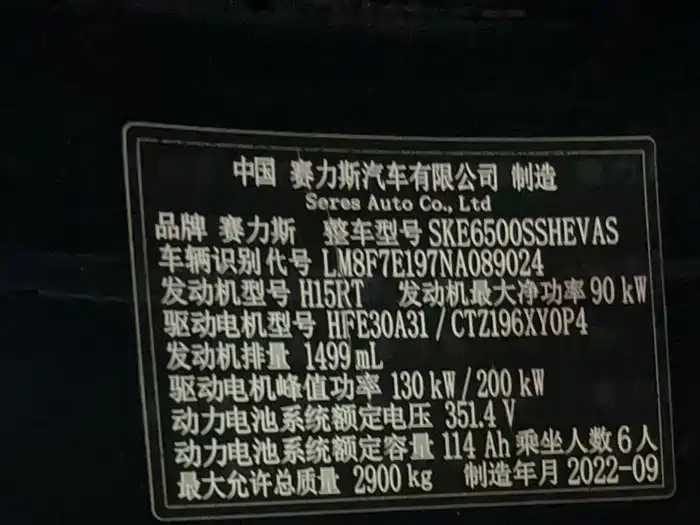 中国 赛力斯汽车有限公司 制造
Seres Auto Co., Ltd
品牌 赛力斯 整车型号 SKE6500SSHEVAS
车辆识别代号 LM8F7E197NA089024
发动机型号 H15RT 发动机最大净功率 90 kW
驱动电机型号 HFE30A31 / CTZ196XY0P4
发动机排量 1499 mL
驱动电机峰值功率 130 kW / 200 kW
动力电池系统额定电压 351.4 V
动力电池系统额定容量 114 Ah 乘坐人数 6 人
最大允许总质量 2900 kg 制造年月 2022-09